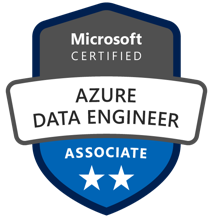 Microsoft
CERTIFIED
AZURE
DATA ENGINEER
ASSOCIATE